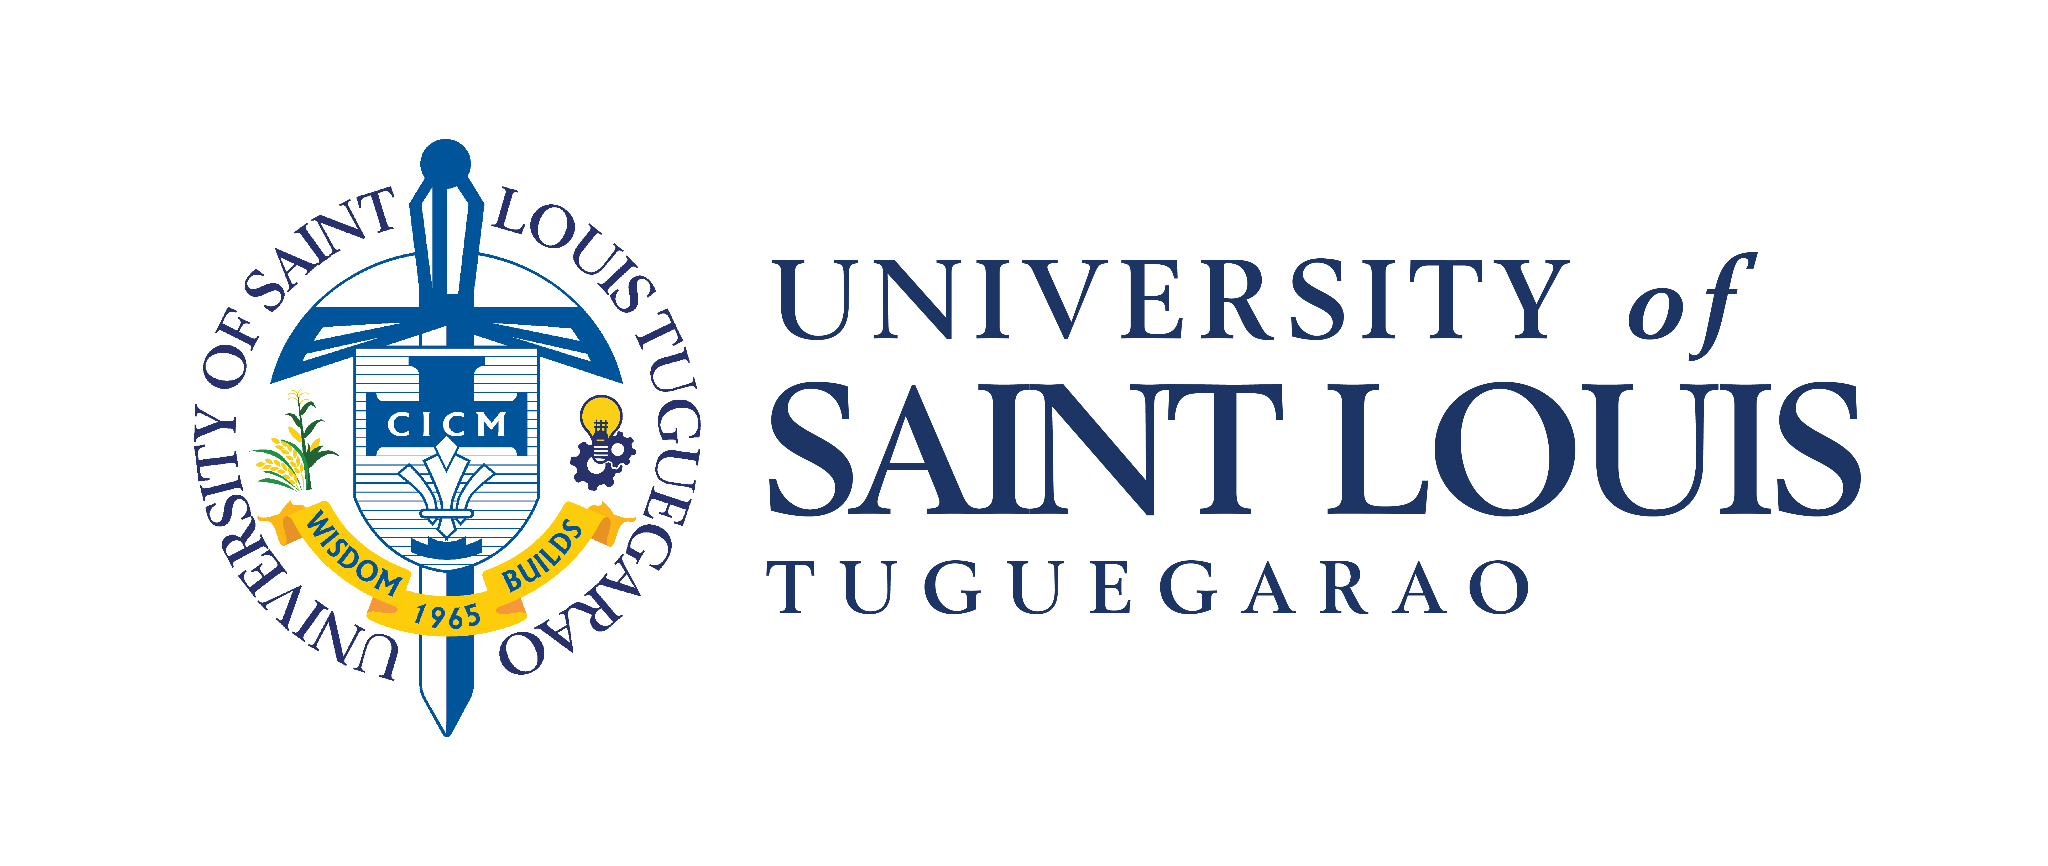 UNIVERSITY OF SAINT LOUIS TUGUEGARAO
CICM
WISDOM BUILDS
1965
UNIVERSITY of
SAINT LOUIS
TUGUEGARAO